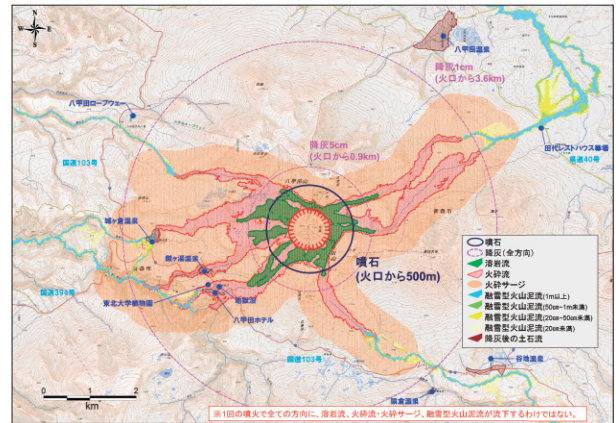 N
W
E
S
八甲田温泉
降灰1cm
(火口から3.6km)
八甲田ロープウェー
降灰5cm
(火口から0.9km)
田代レストハウス
県道40号
国道103号
八甲田山
城ヶ倉温泉
噴石
(火口から500m)
酸ヶ湯温泉
国道394号
地獄沼
東北大学植物園
八甲田ホテル
噴石
降灰(全方向)
溶岩流
火砕流
火砕サージ
融雪型火山泥流(1m以上)
融雪型火山泥流(50cm~1m未満)
融雪型火山泥流(20cm~50cm未満)
融雪型火山泥流(20cm未満)
降灰後の土石流
谷地温泉
国道103号
猿倉温泉
0 1 2
km
※1回の噴火で全ての方向に、溶岩流、火砕流・火砕サージ、融雪型火山泥流が流下するわけではない。